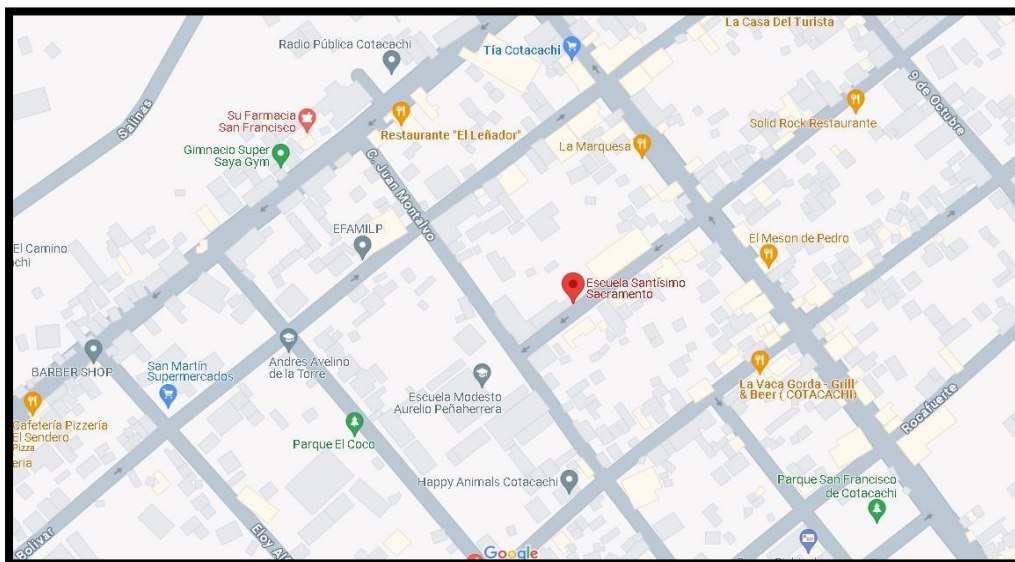 La Casa Del Turista
Radio Pública Cotacachi
Tía Cotacachi
9 de Octubre
Salinas
Su Farmacia
San Francisco
Restaurante "El Leñador"
Solid Rock Restaurante
Gimnacio Super
Saya Gym
La Marquesa
C. Juan Montalvo
EFAMILP
El Camino
El Meson de Pedro
Escuela Santísimo
Sacramento
BARBER SHOP
San Martín
Supermercados
Andres Avelino
de la Torre
Escuela Modesto
Aurelio Peñaherrera
La Vaca Gorda - Grill
& Beer ( COTACACHI)
Rocafuerte
Cafetería Pizzería
El Sendero
Pizza
Parque El Coco
Happy Animals Cotacachi
Parque San Francisco
de Cotacachi
Bolívar
Eloy
Google